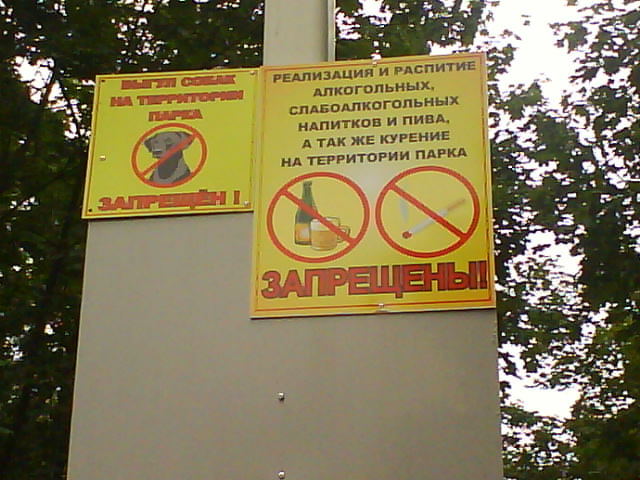 ВЫГУЛ СОБАК
НА ТЕРРИТОРИИ
ПАРКА
ЗАПРЕЩЁН !
РЕАЛИЗАЦИЯ И РАСПИТИЕ
АЛКОГОЛЬНЫХ,
СЛАБОАЛКОГОЛЬНЫХ
НАПИТКОВ И ПИВА,
А ТАК ЖЕ КУРЕНИЕ
НА ТЕРРИТОРИИ ПАРКА
ЗАПРЕЩЕНЫ!